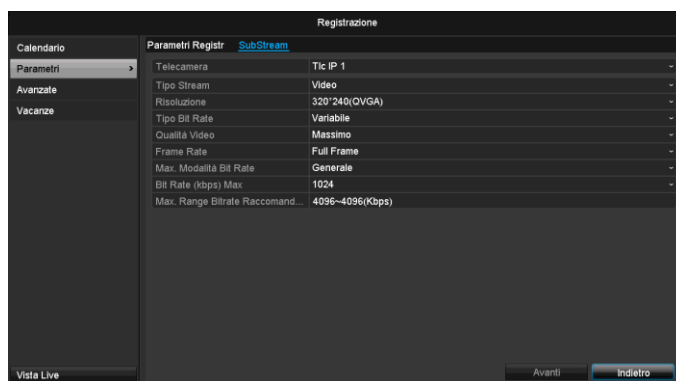 Registrazione
Calendario
Parametri >
Avanzate
Vacanze
Vista Live
Parametri Registr SubStream
Telecamera Tlc IP 1
Tipo Stream Video
Risoluzione 320*240(QVGA)
Tipo Bit Rate Variabile
Qualità Video Massimo
Frame Rate Full Frame
Max. Modalità Bit Rate Generale
Bit Rate (kbps) Max 1024
Max. Range Bitrate Raccomand... 4096~4096(Kbps)
Avanti Indietro